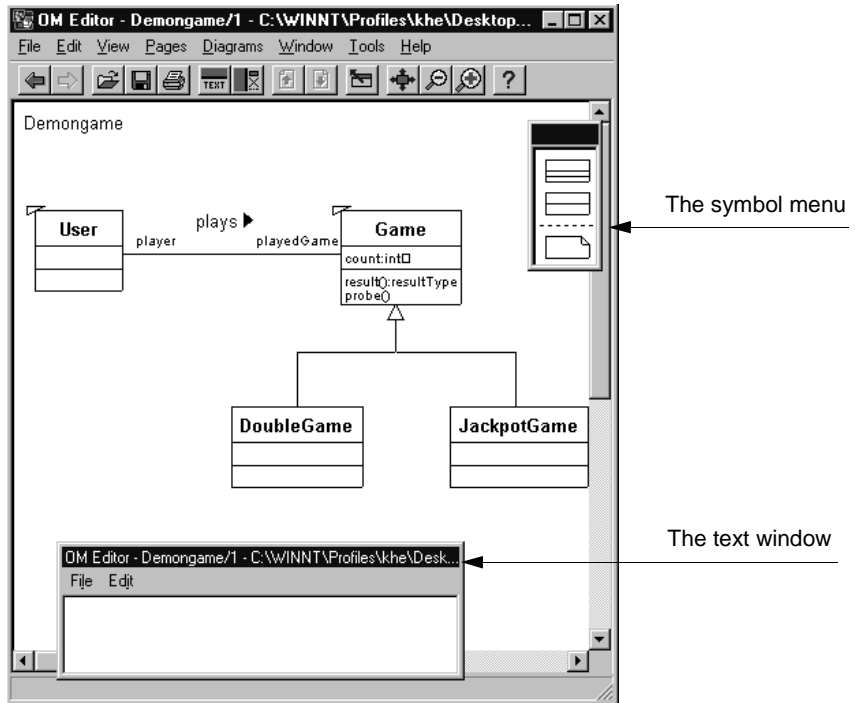 OM Editor - Demongame/1 - C:\WINNT\Profiles\khe\Desktop...
File Edit View Pages Diagrams Window Tools Help
TEXT
?
Demongame
The symbol menu
User
plays
Game
player
playedGame
count:int
result():resultType
probe()
DoubleGame
JackpotGame
The text window
OM Editor - Demongame/1 - C:\WINNT\Profiles\khe\Desk...
File Edit